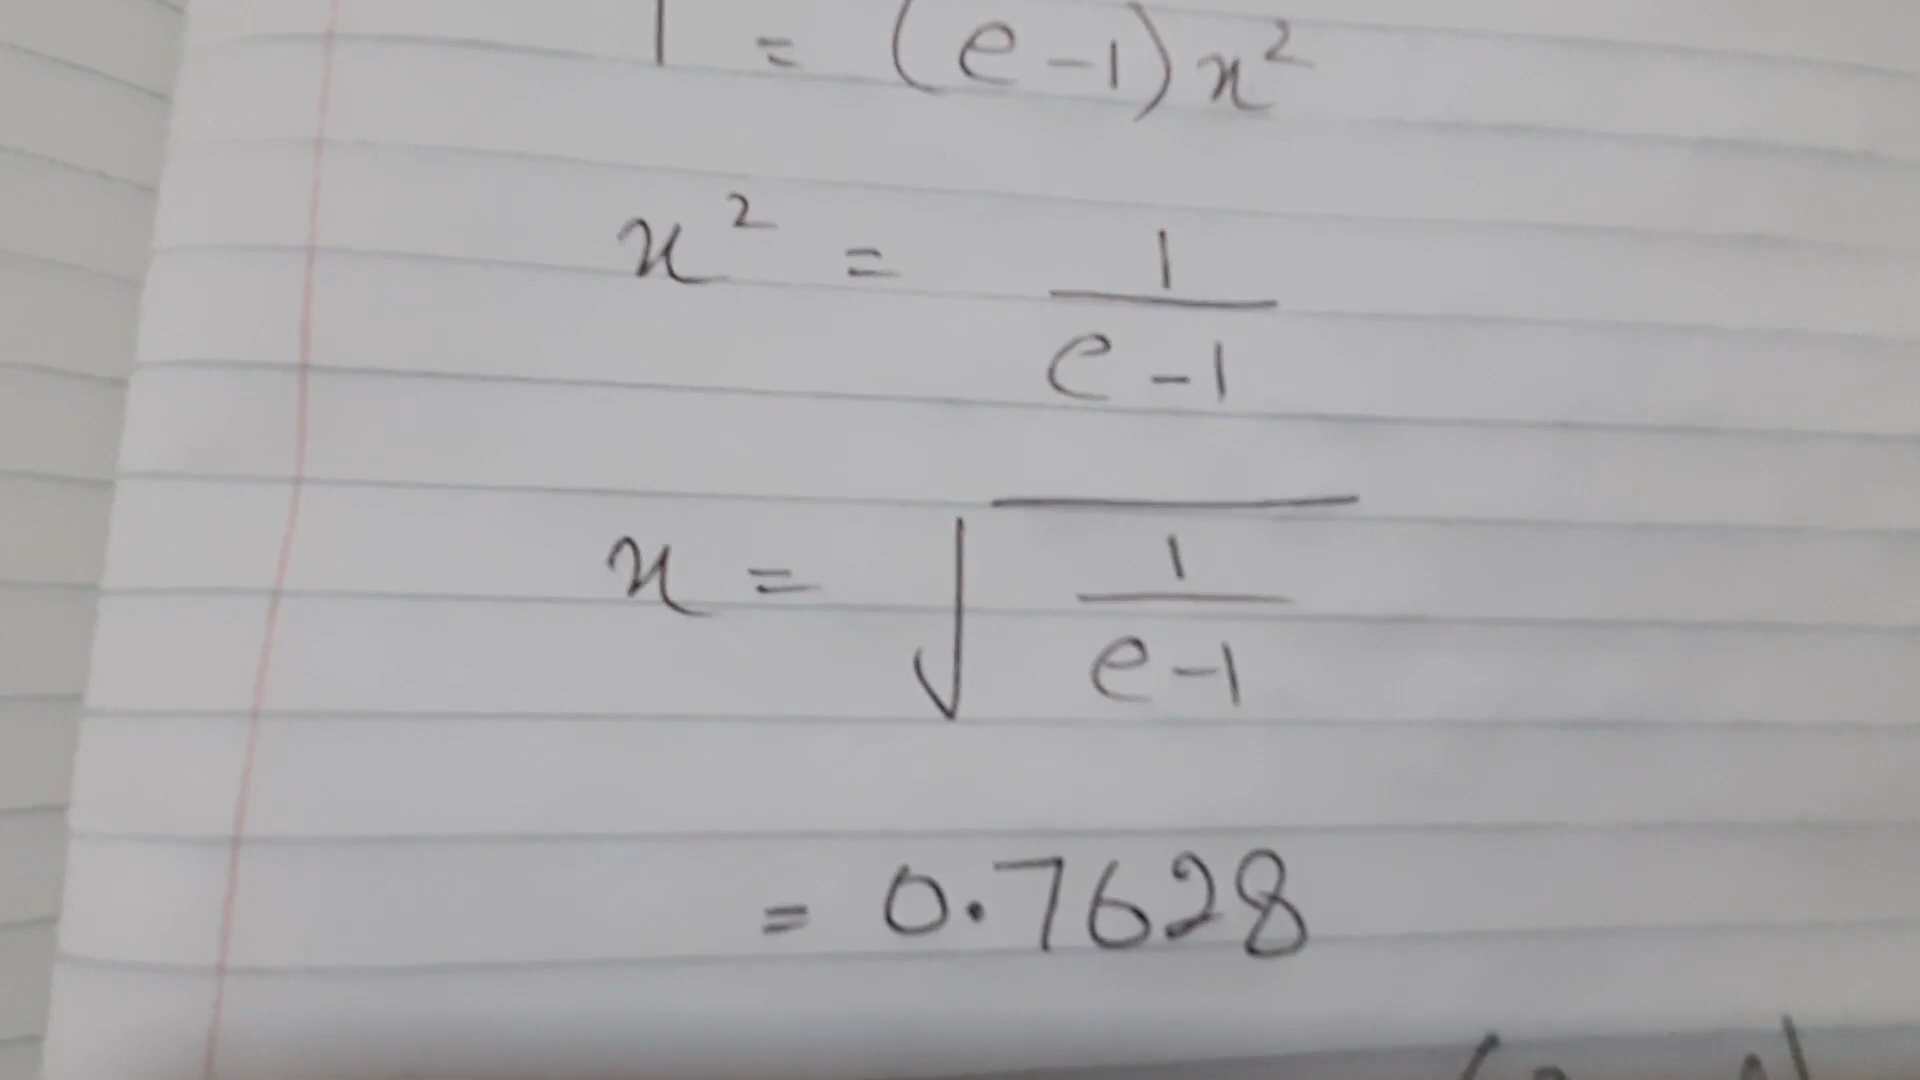 1 = (e-1)x²
x² = 1/(e-1)
x = √(1/(e-1))
= 0.7628